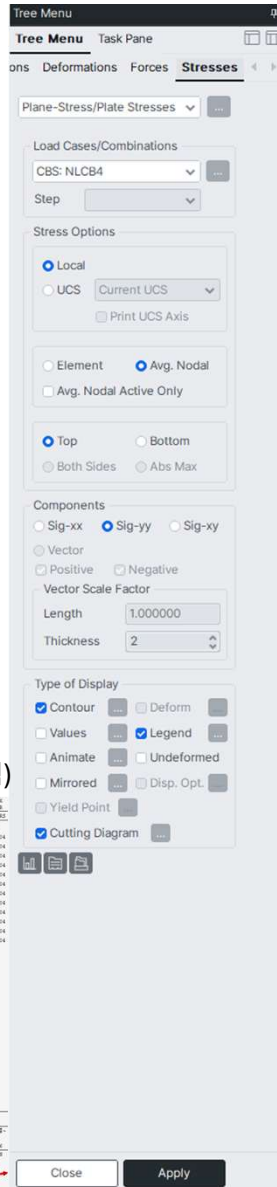 Tree Menu
Tree Menu Task Pane
ons Deformations Forces Stresses
Plane-Stress/Plate Stresses ...
Load Cases/Combinations
CBS: NLCB4 ...
Step
Stress Options
Local
UCS Current UCS
Print UCS Axis
Element Avg. Nodal
Avg. Nodal Active Only
Top Bottom
Both Sides Abs Max
Components
Sig-xx Sig-yy Sig-xy
Vector
Positive Negative
Vector Scale Factor
Length 1.000000
Thickness 2
Type of Display
Contour ... Deform ...
Values ... Legend ...
Animate ... Undeformed
Mirrored ... Disp. Opt. ...
Yield Point ...
Cutting Diagram ...
)
Close Apply